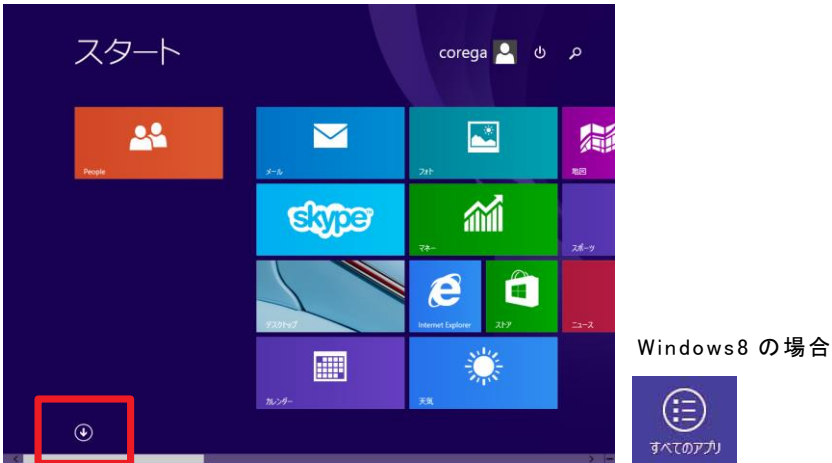 スタート
corega
People
メール
フォト
地図
skype
マネー
スポーツ
デスクトップ
Internet Explorer
ストア
ニュース
カレンダー
天気
Windows8 の場合
すべてのアプリ